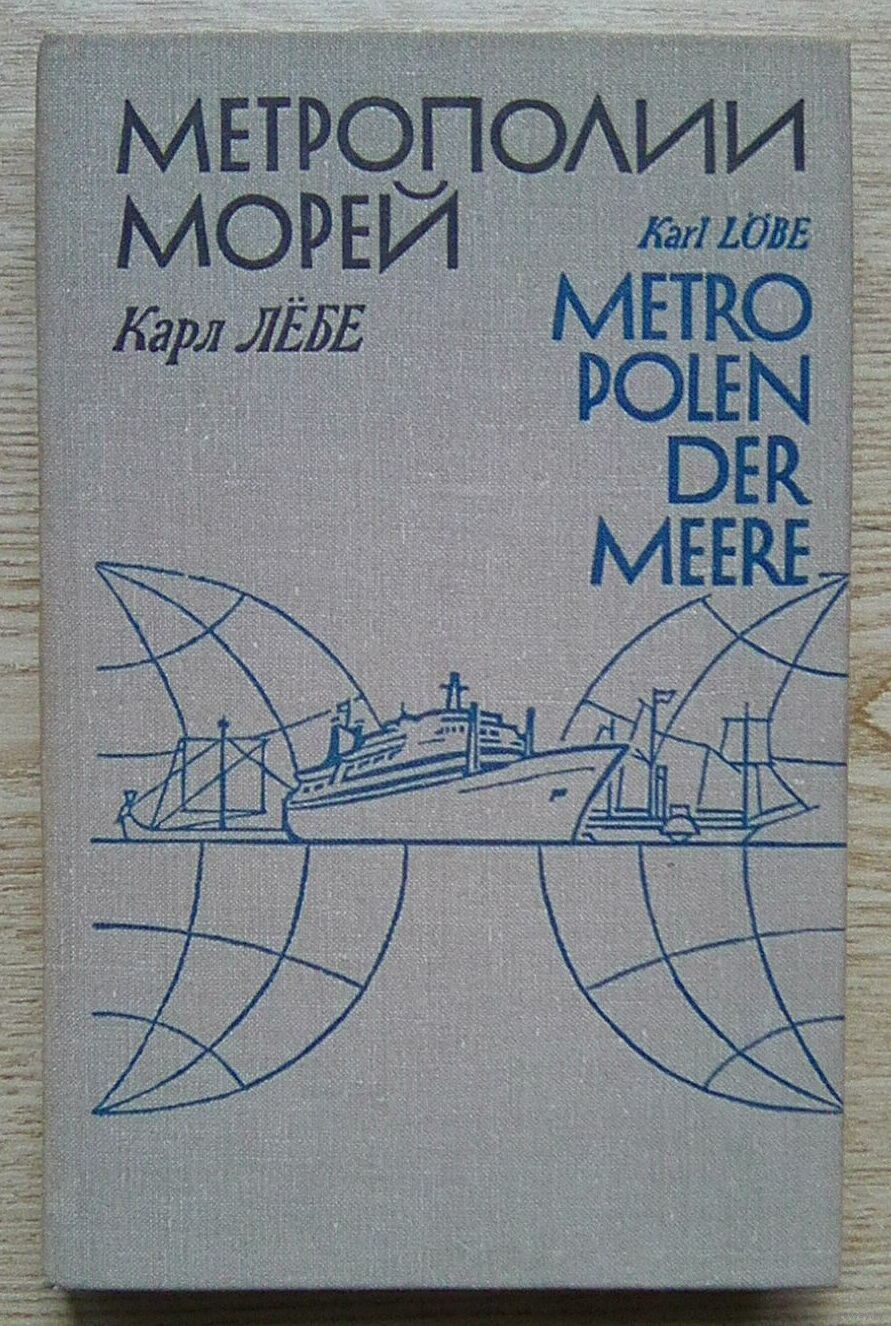 МЕТРОПОЛИИ
МОРЕЙ
Карл ЛЁБЕ
Karl LÖBE
METRO
POLEN
DER
MEERE